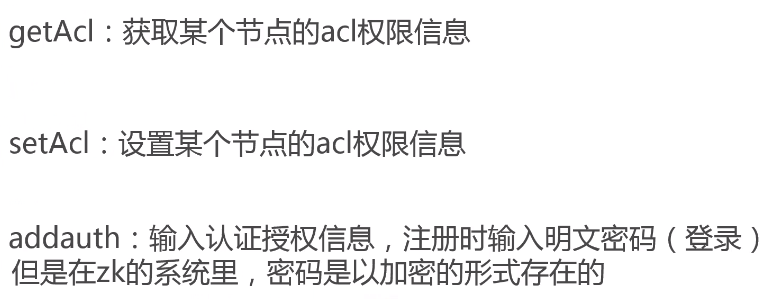 getAcl：获取某个节点的acl权限信息
setAcl：设置某个节点的acl权限信息
addauth：输入认证授权信息，注册时输入明文密码（登录）
但是在zk的系统里，密码是以加密的形式存在的